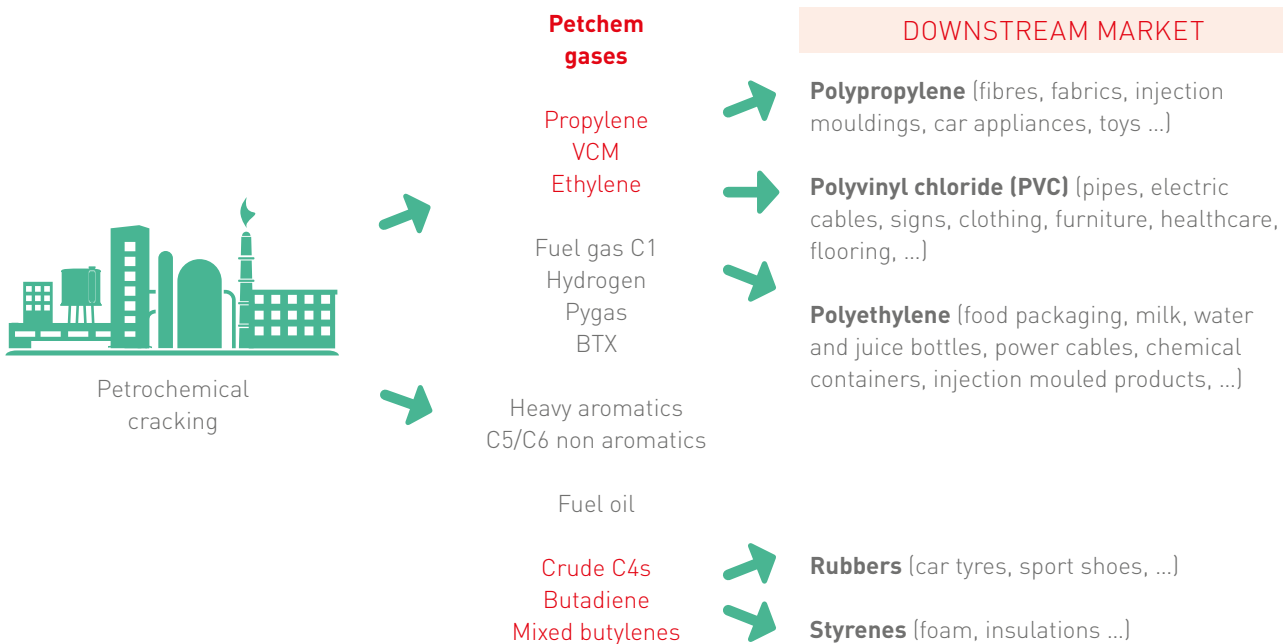 Petchem
gases
DOWNSTREAM MARKET
Propylene
VCM
Ethylene
Polypropylene (fibres, fabrics, injection
mouldings, car appliances, toys ...)
Polyvinyl chloride (PVC) (pipes, electric
cables, signs, clothing, furniture, healthcare,
flooring, ...)
Fuel gas C1
Hydrogen
Pygas
BTX
Polyethylene (food packaging, milk, water
and juice bottles, power cables, chemical
containers, injection mouled products, ...)
Petrochemical
cracking
Heavy aromatics
C5/C6 non aromatics
Fuel oil
Crude C4s
Butadiene
Mixed butylenes
Rubbers (car tyres, sport shoes, ...)
Styrenes (foam, insulations ...)